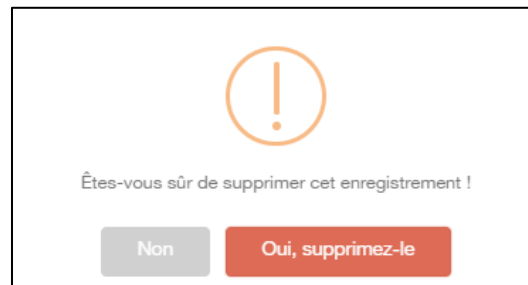 Êtes-vous sûr de supprimer cet enregistrement !
Non
Oui, supprimez-le